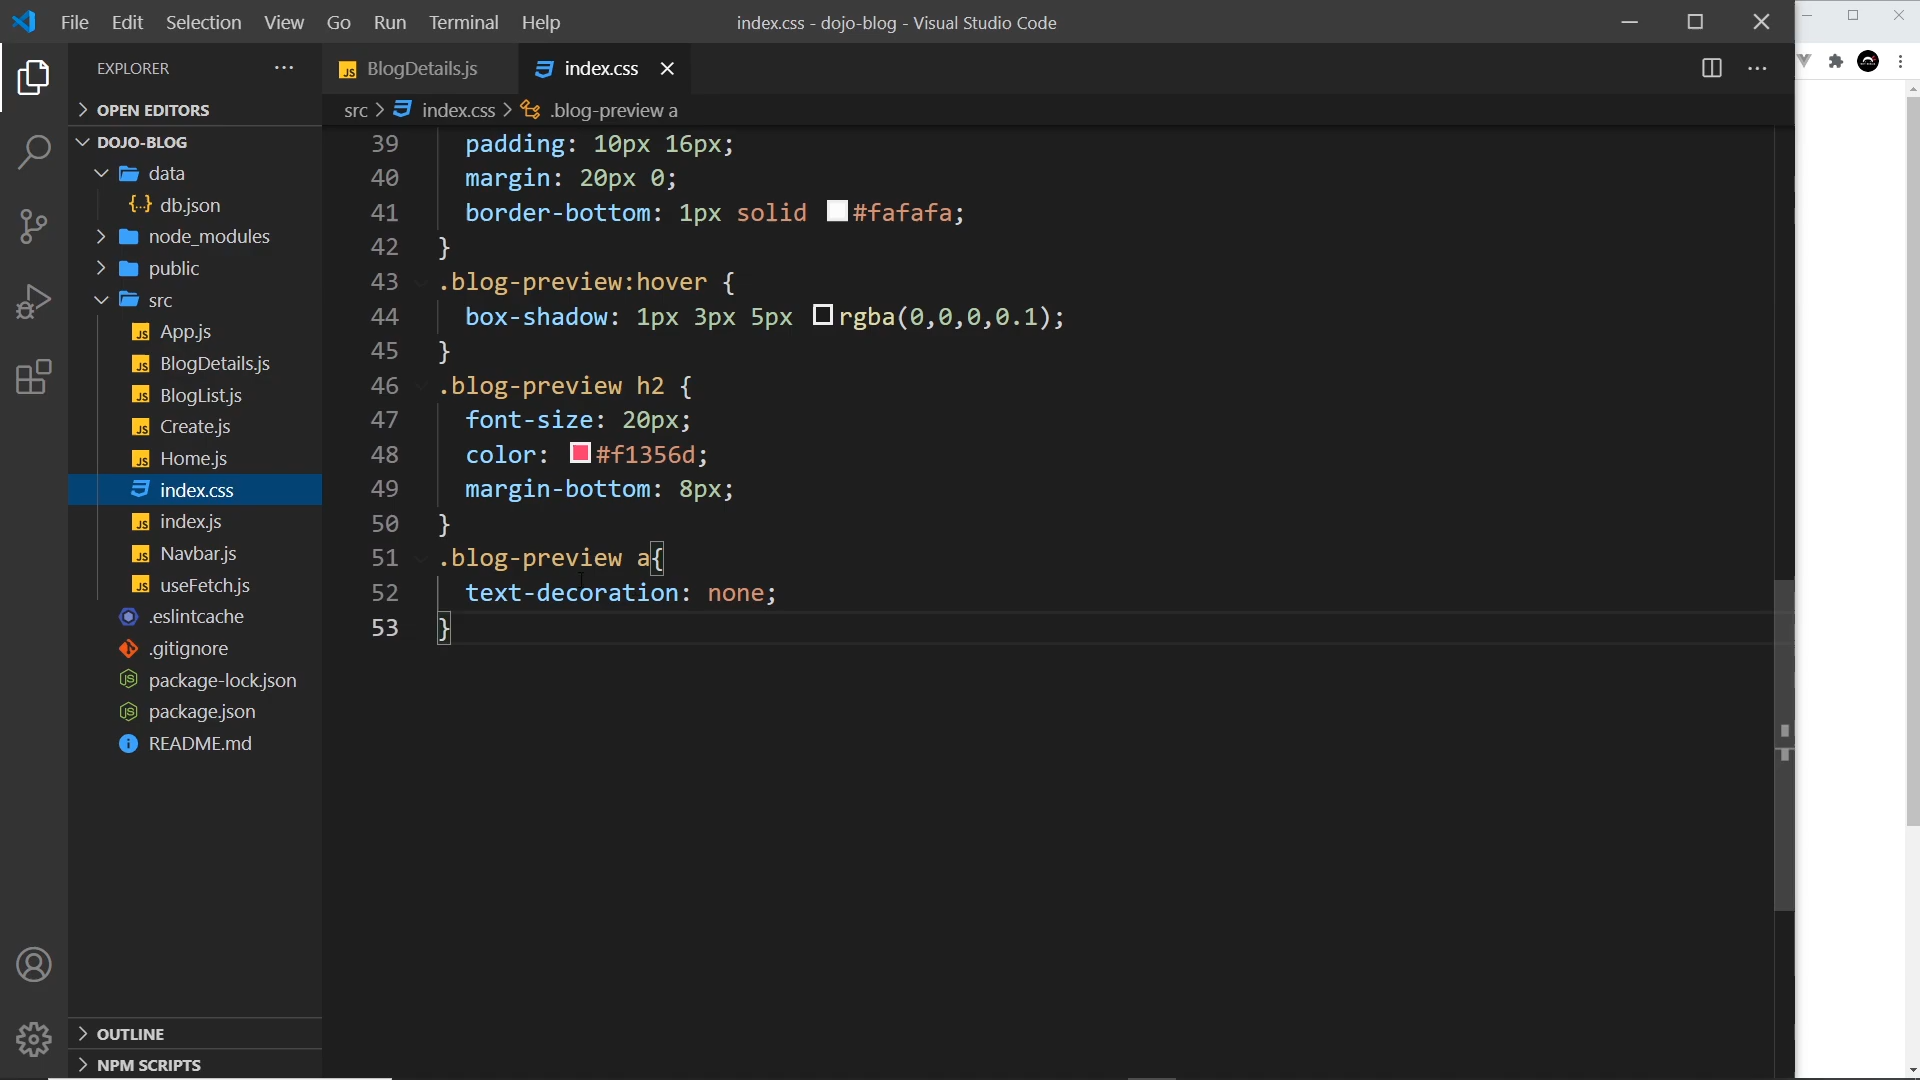 File Edit Selection View Go Run Terminal Help
index.css - dojo-blog - Visual Studio Code
EXPLORER
OPEN EDITORS
DOJO-BLOG
data
db.json
node_modules
public
src
App.js
BlogDetails.js
BlogList.js
Create.js
Home.js
index.css
index.js
Navbar.js
useFetch.js
.eslintcache
.gitignore
package-lock.json
package.json
README.md
OUTLINE
NPM SCRIPTS
BlogDetails.js index.css
src > index.css > .blog-preview a
39 padding: 10px 16px;
40 margin: 20px 0;
41 border-bottom: 1px solid #fafafa;
42 }
43 .blog-preview:hover {
44 box-shadow: 1px 3px 5px rgba(0,0,0,0.1);
45 }
46 .blog-preview h2 {
47 font-size: 20px;
48 color: #f1356d;
49 margin-bottom: 8px;
50 }
51 .blog-preview a{
52 text-decoration: none;
53 }